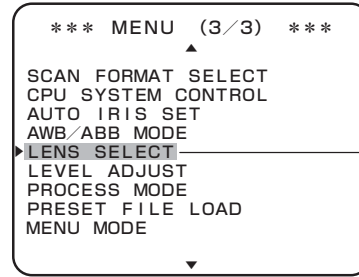 *** MENU (3/3) ***
SCAN FORMAT SELECT
CPU SYSTEM CONTROL
AUTO IRIS SET
AWB/ABB MODE
LENS SELECT
LEVEL ADJUST
PROCESS MODE
PRESET FILE LOAD
MENU MODE